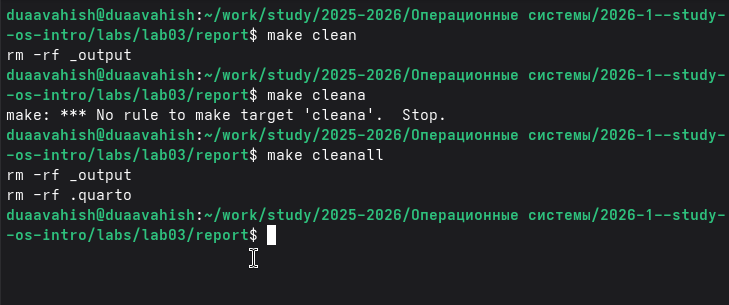 duaavahish@duaavahish:~/work/study/2025-2026/Операционные системы/2026-1--study-
-os-intro/labs/lab03/report$ make clean
rm -rf _output
duaavahish@duaavahish:~/work/study/2025-2026/Операционные системы/2026-1--study-
-os-intro/labs/lab03/report$ make cleana
make: *** No rule to make target 'cleana'.  Stop.
duaavahish@duaavahish:~/work/study/2025-2026/Операционные системы/2026-1--study-
-os-intro/labs/lab03/report$ make cleanall
rm -rf _output
rm -rf .quarto
duaavahish@duaavahish:~/work/study/2025-2026/Операционные системы/2026-1--study-
-os-intro/labs/lab03/report$